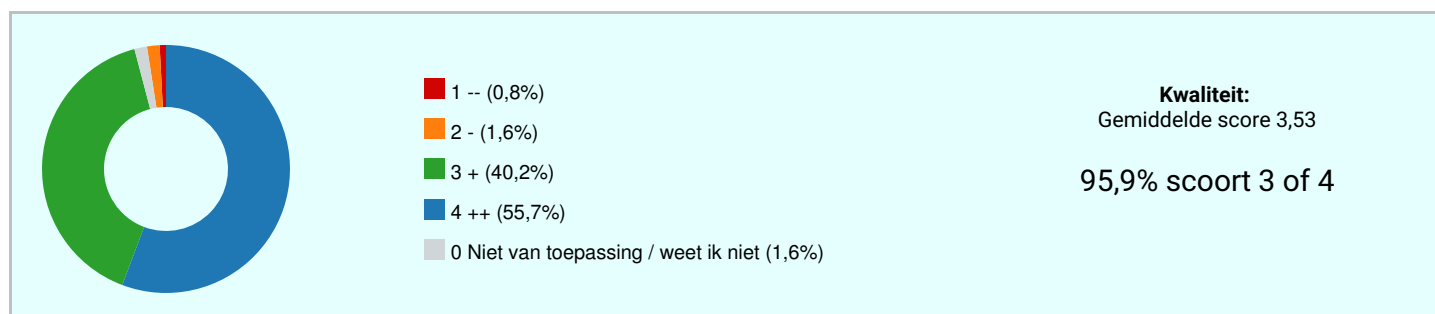 1 -- (0,8%)
2 - (1,6%)
3 + (40,2%)
4 ++ (55,7%)
0 Niet van toepassing / weet ik niet (1,6%)
Kwaliteit:
Gemiddelde score 3,53
95,9% scoort 3 of 4